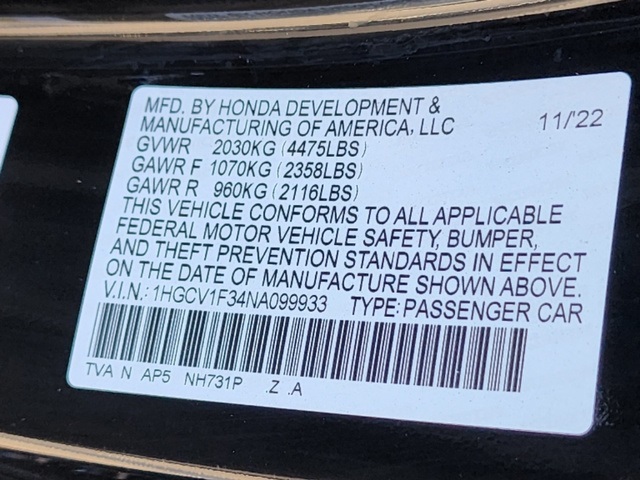 MFD. BY HONDA DEVELOPMENT &
MANUFACTURING OF AMERICA, LLC 11/'22
GVWR 2030KG (4475LBS)
GAWR F 1070KG (2358LBS)
GAWR R 960KG (2116LBS)
THIS VEHICLE CONFORMS TO ALL APPLICABLE
FEDERAL MOTOR VEHICLE SAFETY, BUMPER,
AND THEFT PREVENTION STANDARDS IN EFFECT
ON THE DATE OF MANUFACTURE SHOWN ABOVE.
V.I.N.: 1HGCV1F34NA099933 TYPE: PASSENGER CAR
TVA N AP5 NH731P .Z .A